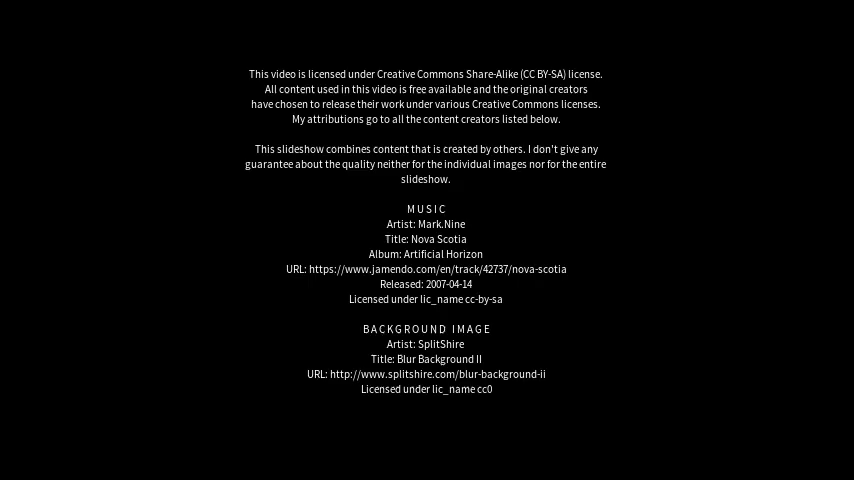 This video is licensed under Creative Commons Share-Alike (CC BY-SA) license.
All content used in this video is free available and the original creators
have chosen to release their work under various Creative Commons licenses.
My attributions go to all the content creators listed below.
This slideshow combines content that is created by others. I don't give any
guarantee about the quality neither for the individual images nor for the entire
slideshow.
MUSIC
Artist: Mark.Nine
Title: Nova Scotia
Album: Artificial Horizon
URL: https://www.jamendo.com/en/track/42737/nova-scotia
Released: 2007-04-14
Licensed under lic_name cc-by-sa
BACKGROUND IMAGE
Artist: SplitShire
Title: Blur Background II
URL: http://www.splitshire.com/blur-background-ii
Licensed under lic_name cc0